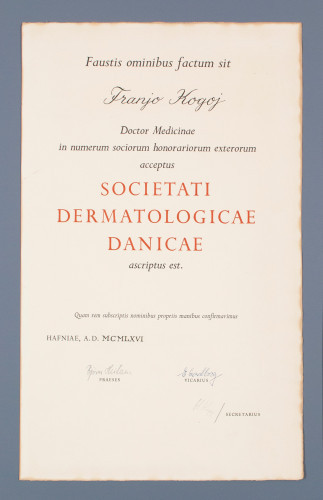 Faustis ominibus factum sit
Franjo Kogoj
Doctor Medicinae
in numerum sociorum honorariorum exterorum
acceptus
SOCIETATI
DERMATOLOGICAE
DANICAE
ascriptus est.
Quam rem subscriptis nominibus propriis manibus confirmavimus
HAFNIAE, A. D. MCMLXVI
PRAESES
VICARIUS
SECRETARIUS